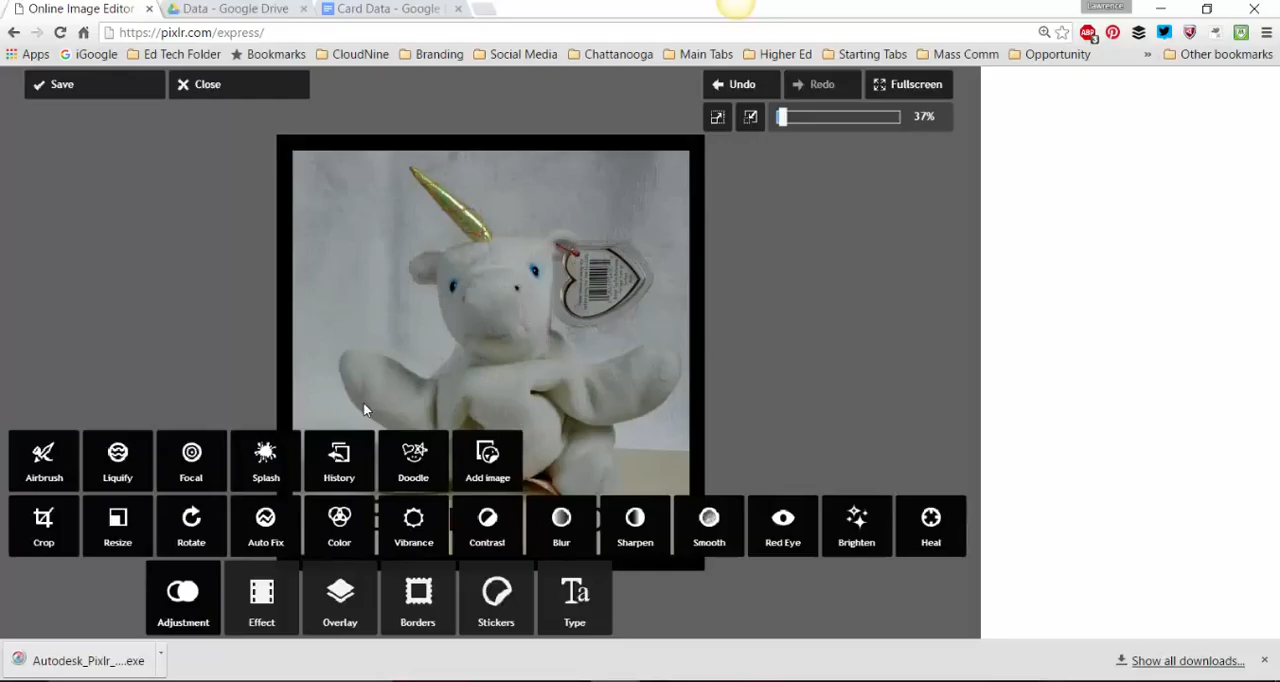 Online Image Editor
Data - Google Drive
Card Data - Google
Lawrence
https://pixlr.com/express/
Apps
iGoogle
Ed Tech Folder
Bookmarks
CloudNine
Branding
Social Media
Chattanooga
Main Tabs
Higher Ed
Starting Tabs
Mass Comm
Opportunity
»
Other bookmarks
Save
Close
Undo
Redo
Fullscreen
37%
Airbrush
Liquify
Focal
Splash
History
Doodle
Add image
Crop
Resize
Rotate
Auto Fix
Color
Vibrance
Contrast
Blur
Sharpen
Smooth
Red Eye
Brighten
Heal
Adjustment
Effect
Overlay
Borders
Stickers
Ta
Type
Autodesk_Pixlr_....exe
Show all downloads...